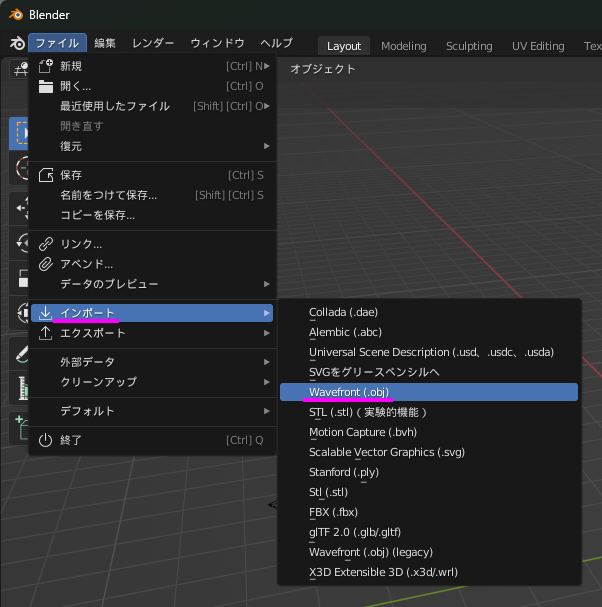 Blender
ファイル 編集 レンダー ウィンドウ ヘルプ Layout Modeling Sculpting UV Editing Tex
オブジェクト
新規 [Ctrl] N
開く... [Ctrl] O
最近使用したファイル [Shift] [Ctrl] O
開き直す
復元
保存 [Ctrl] S
名前をつけて保存... [Shift] [Ctrl] S
コピーを保存...
リンク...
アペンド...
データのプレビュー
インポート
エクスポート
外部データ
クリーンアップ
デフォルト
終了 [Ctrl] Q
Collada (.dae)
Alembic (.abc)
Universal Scene Description (.usd、.usdc、.usda)
SVGをグリースペンシルへ
Wavefront (.obj)
STL (.stl) ( 実験的機能 )
Motion Capture (.bvh)
Scalable Vector Graphics (.svg)
Stanford (.ply)
Stl (.stl)
FBX (.fbx)
glTF 2.0 (.glb/.gltf)
Wavefront (.obj) (legacy)
X3D Extensible 3D (.x3d/.wrl)